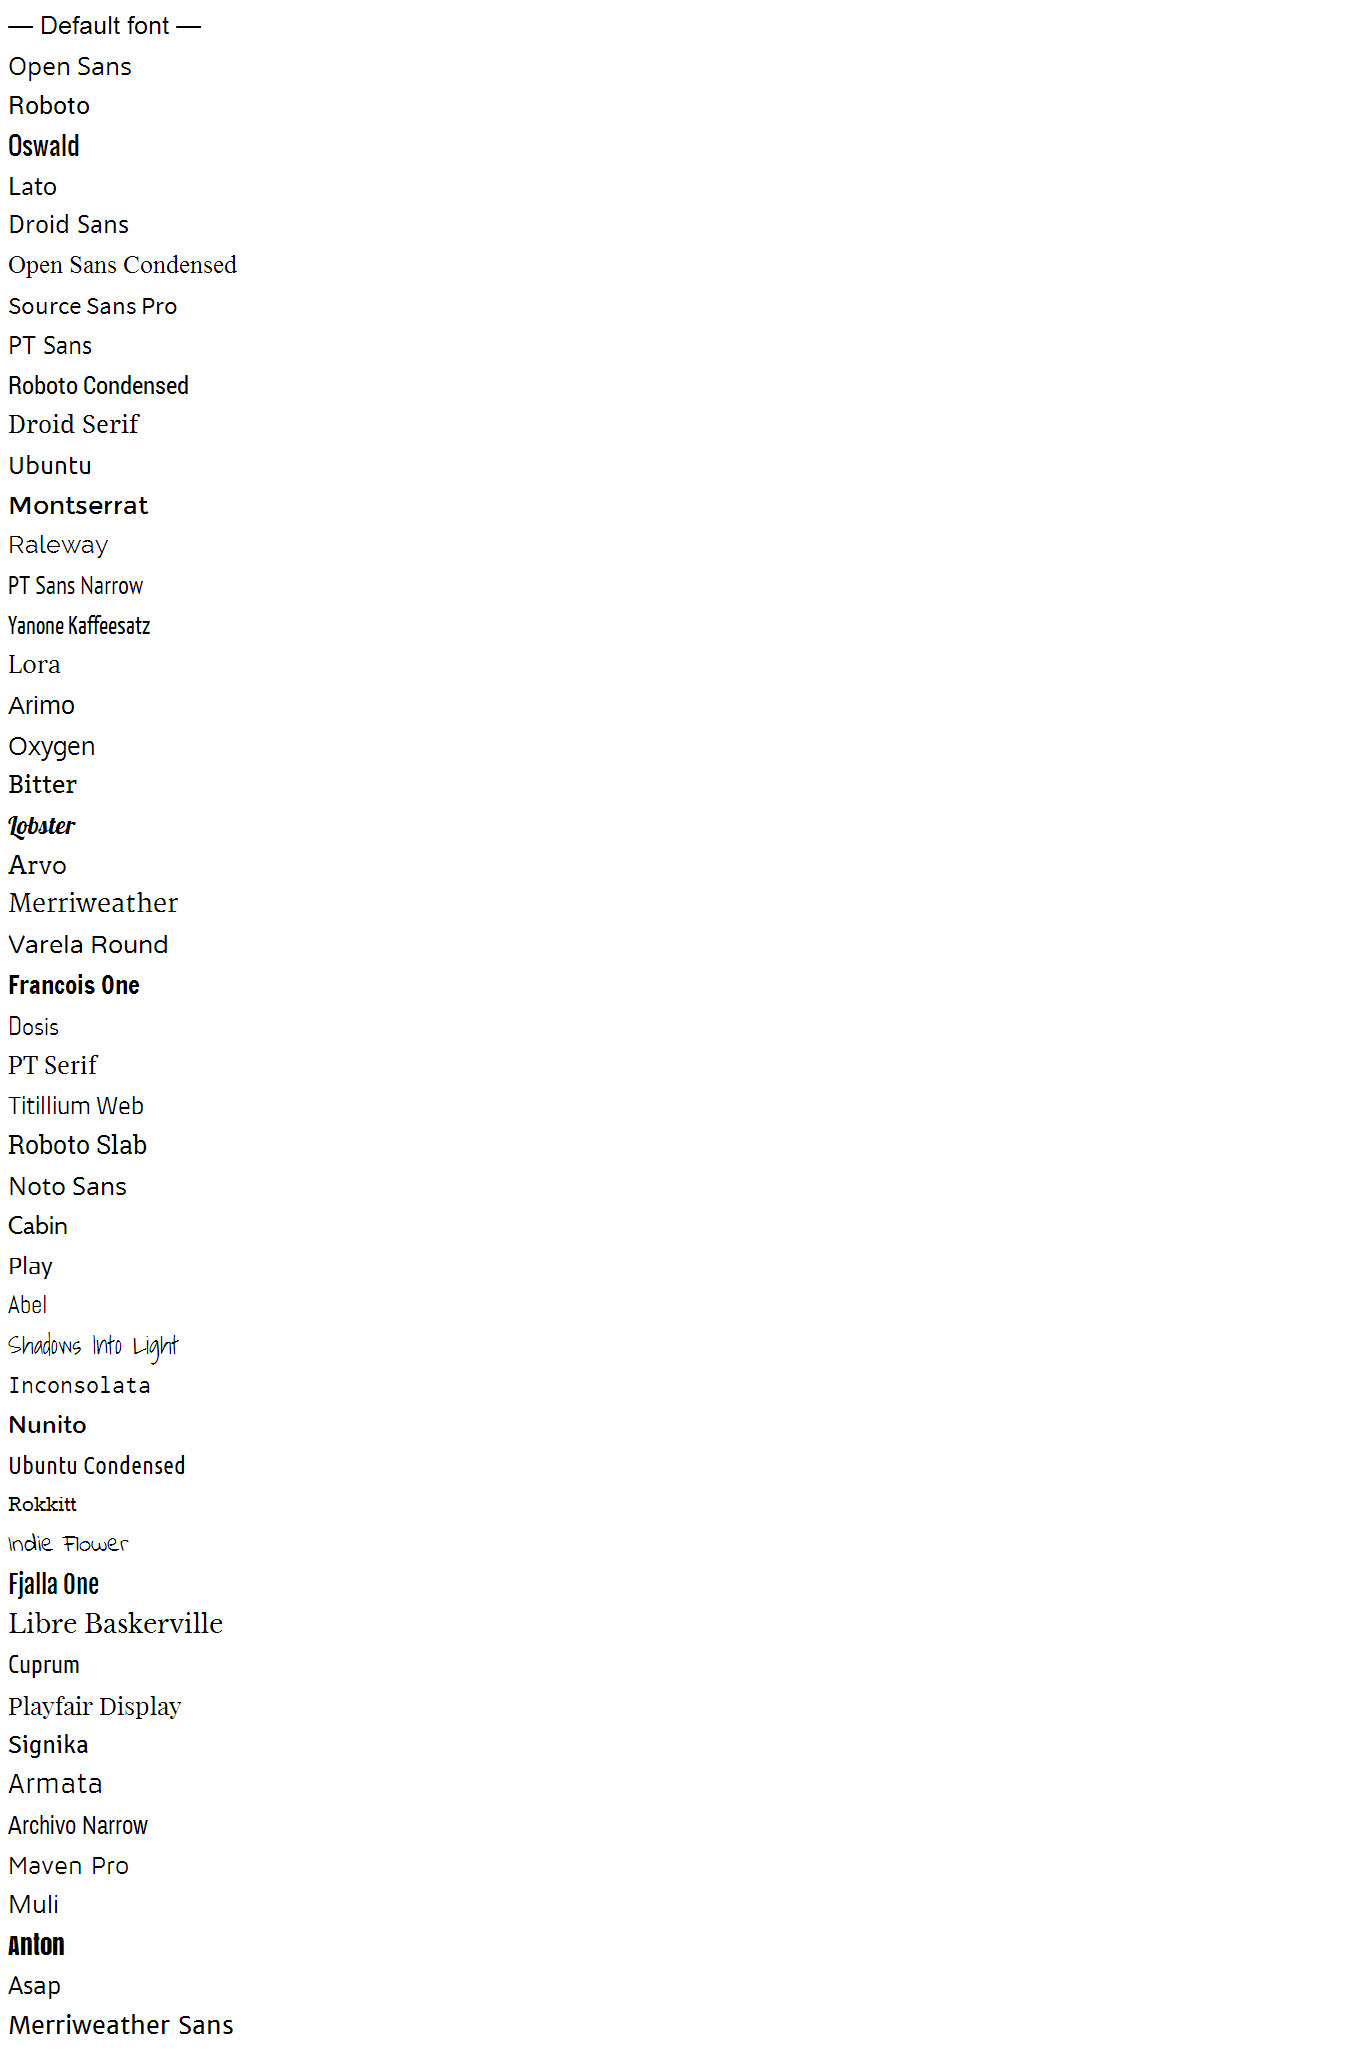 — Default font —
Open Sans
Roboto
Oswald
Lato
Droid Sans
Open Sans Condensed
Source Sans Pro
PT Sans
Roboto Condensed
Droid Serif
Ubuntu
Montserrat
Raleway
PT Sans Narrow
Yanone Kaffeesatz
Lora
Arimo
Oxygen
Bitter
Lobster
Arvo
Merriweather
Varela Round
Francois One
Dosis
PT Serif
Titillium Web
Roboto Slab
Noto Sans
Cabin
Play
Abel
Shadows Into Light
Inconsolata
Nunito
Ubuntu Condensed
Rokkitt
Indie Flower
Fjalla One
Libre Baskerville
Cuprum
Playfair Display
Signika
Armata
Archivo Narrow
Maven Pro
Muli
Anton
Asap
Merriweather Sans